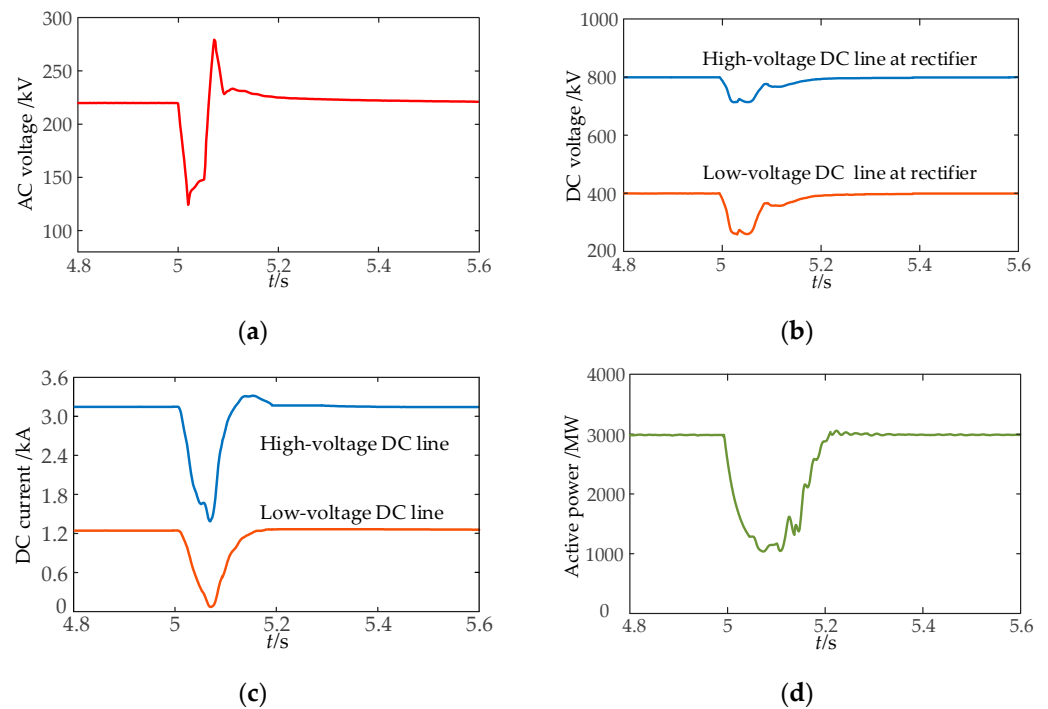 300
250
200
150
100
AC voltage /kV
4.8 5 5.2 5.4 5.6
t/s
(a)
1000
800
600
400
200
DC voltage /kV
High-voltage DC line at rectifier
Low-voltage DC line at rectifier
4.8 5 5.2 5.4 5.6
t/s
(b)
3.6
3.0
2.4
1.8
1.2
0.6
0
DC current /kA
High-voltage DC line
Low-voltage DC line
4.8 5 5.2 5.4 5.6
t/s
(c)
4000
3000
2000
1000
0
Active power /MW
4.8 5 5.2 5.4 5.6
t/s
(d)